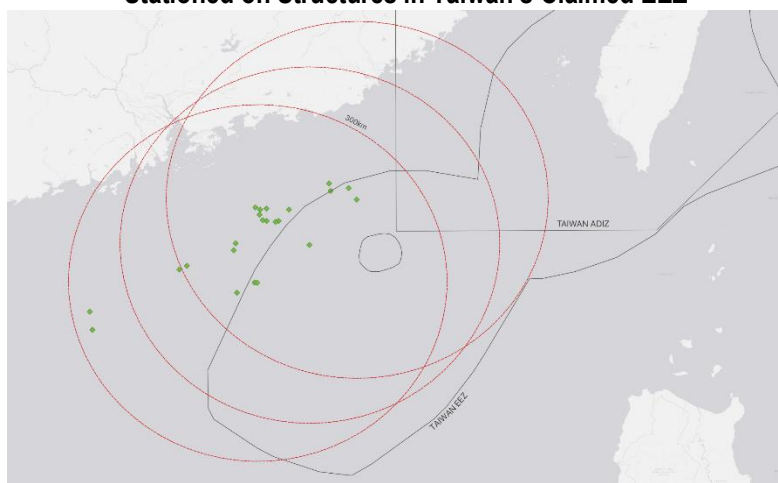 Stationed on Structures in Taiwan's Claimed EEZ
300km
TAIWAN ADIZ
TAIWAN EEZ